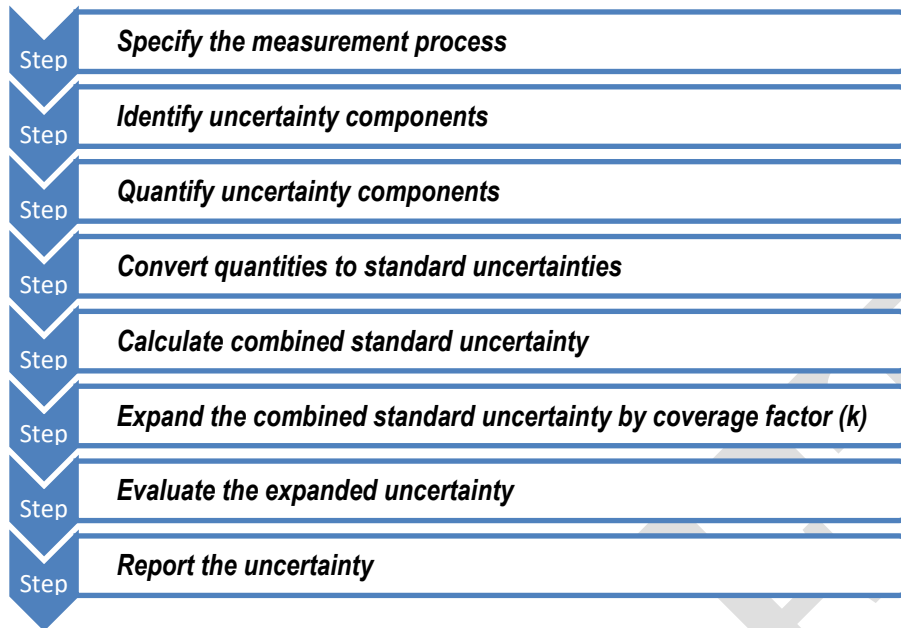 Step
Specify the measurement process
Step
Identify uncertainty components
Step
Quantify uncertainty components
Step
Convert quantities to standard uncertainties
Step
Calculate combined standard uncertainty
Step
Expand the combined standard uncertainty by coverage factor (k)
Step
Evaluate the expanded uncertainty
Step
Report the uncertainty